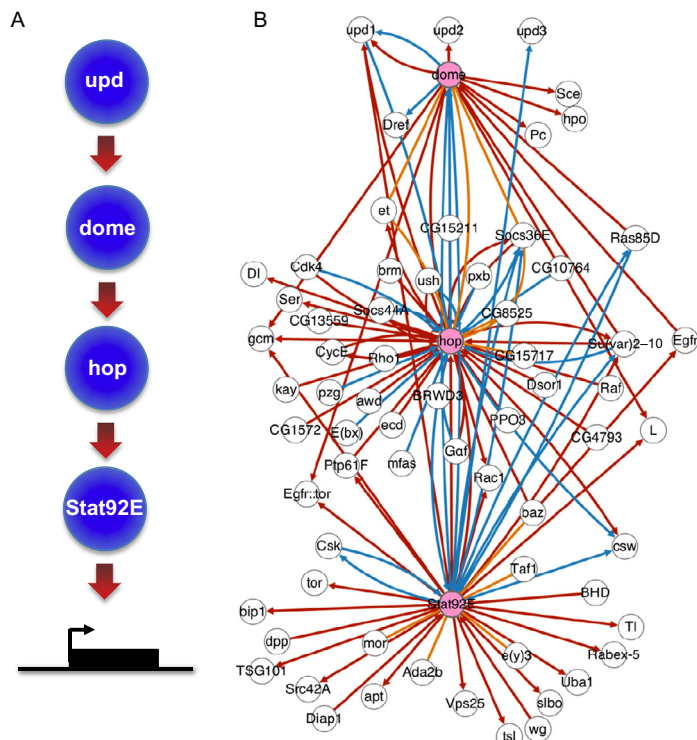 A
B
upd
dome
hop
Stat92E
upd1
upd2
upd3
dome
Sce
hpo
Pc
Dref
et
CG15211
Socs36E
Ras85D
Dl
Cdk4
brm
ush
pxb
CG10764
Ser
Socs44A
CG8525
CG13559
gcm
hop
Su(var)2–10
Egfr
CycE
Rho1
CG15717
kay
pzg
awd
BRWD3
Dsor1
Raf
CG1572
E(bx)
ecd
PPO3
CG4793
L
Ptp61F
mfas
Gαf
Rac1
Egfr::tor
baz
Csk
csw
tor
Taf1
BHD
bip1
Stat92E
Tl
dpp
mor
e(y)3
Rabex-5
TSG101
Ada2b
Uba1
Src42A
apt
Vps25
slbo
Diap1
tsl
wg